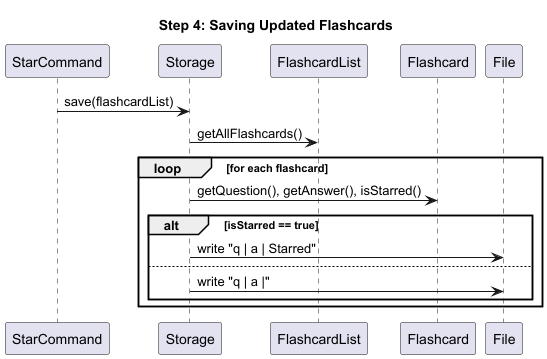 Step 4: Saving Updated Flashcards
StarCommand Storage FlashcardList Flashcard File
save(flashcardList)
getAllFlashcards()
loop [for each flashcard]
getQuestion(), getAnswer(), isStarred()
alt [isStarred == true]
write "q | a | Starred"
write "q | a |"
StarCommand Storage FlashcardList Flashcard File